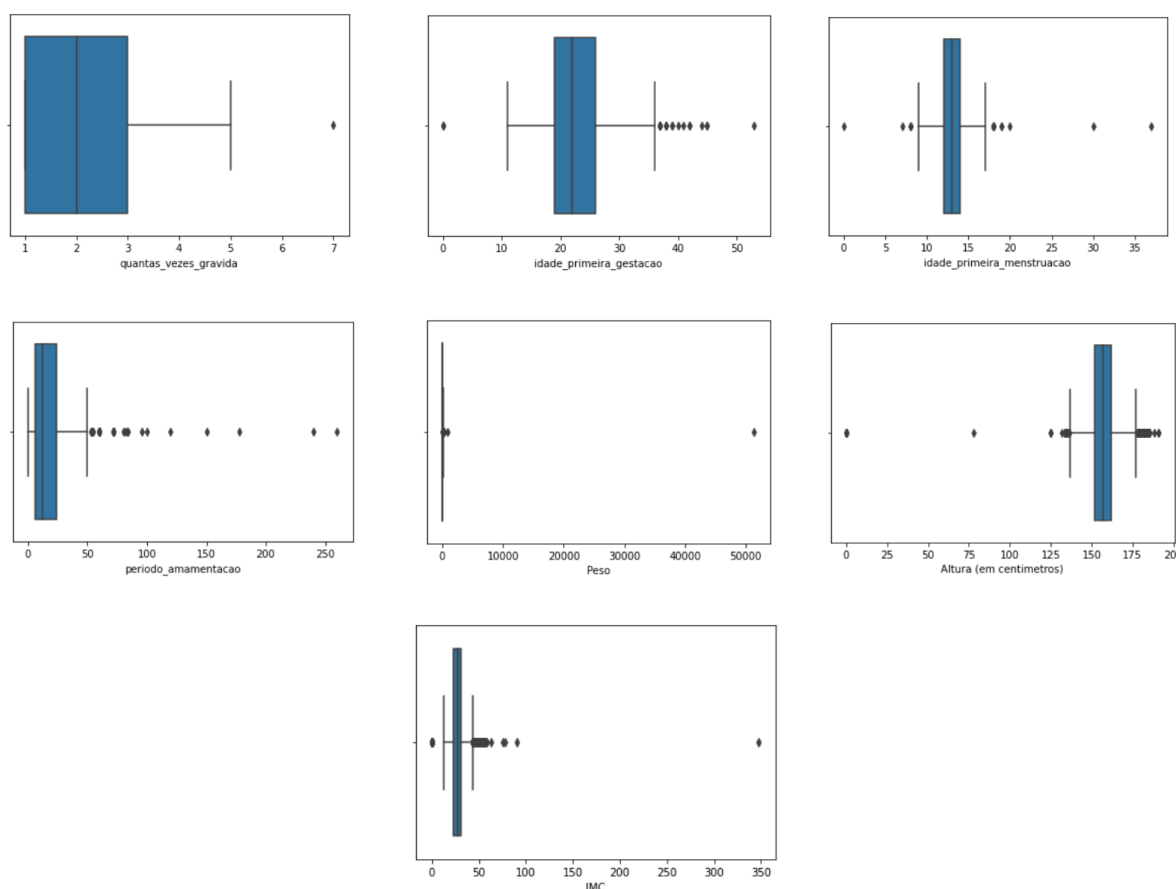 1 2 3 4 5 6 7
quantas_vezes_gravida
0 10 20 30 40 50
idade_primeira_gestacao
0 5 10 15 20 25 30 35
idade_primeira_menstruacao
0 50 100 150 200 250
periodo_amamentacao
0 10000 20000 30000 40000 50000
Peso
0 25 50 75 100 125 150 175 200
Altura (em centimetros)
0 50 100 150 200 250 300 350
IMC